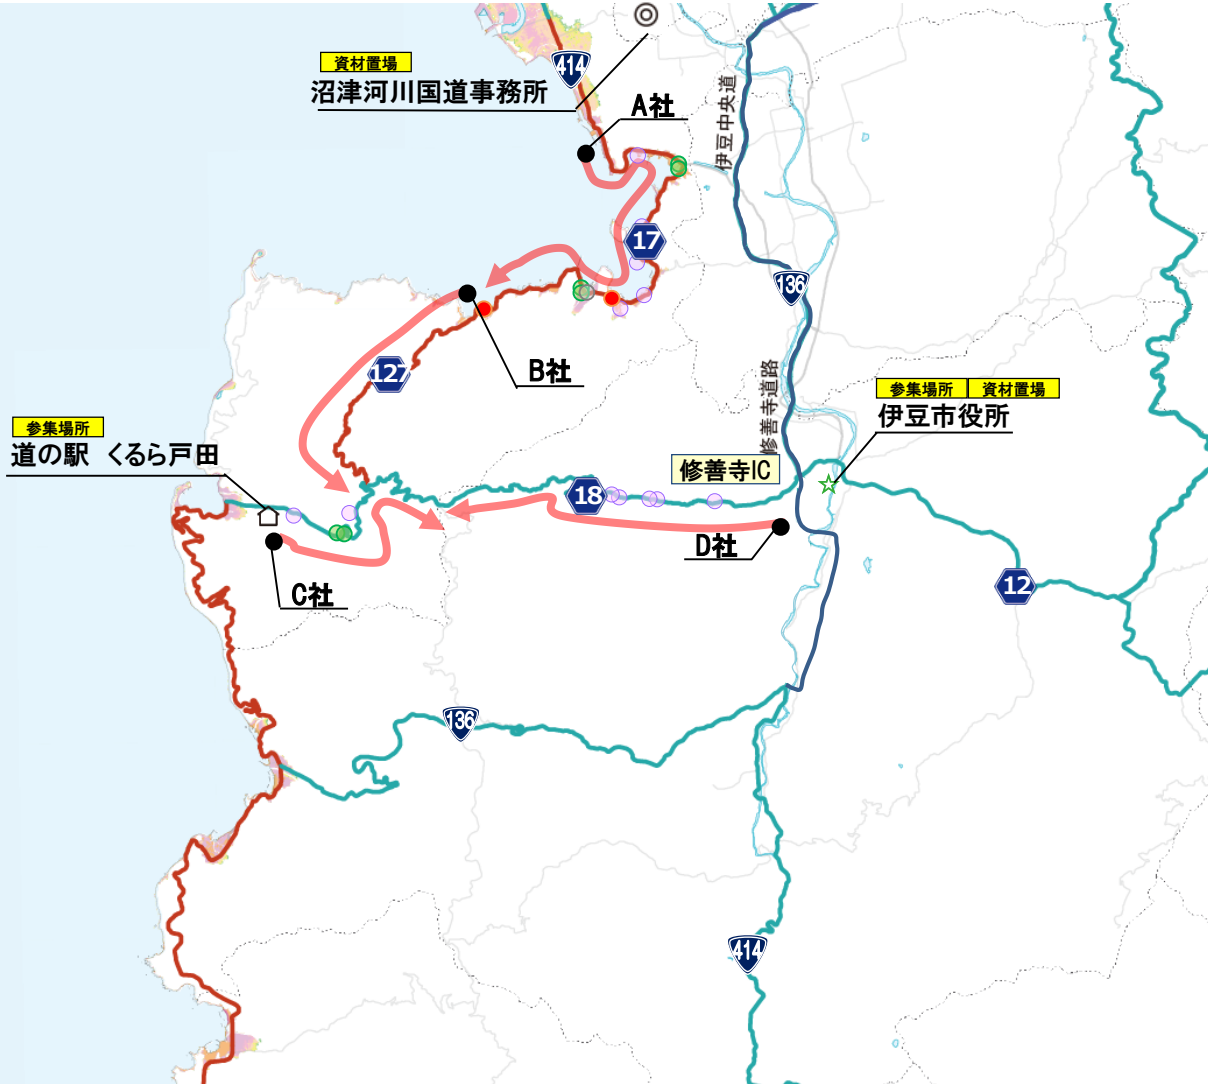 資材置場
沼津河川国道事務所
414
A社
伊豆中央道
17
136
B社
127
修善寺道路
参集場所 資材置場
伊豆市役所
参集場所
道の駅 くるら戸田
修善寺IC
18
D社
C社
12
136
414